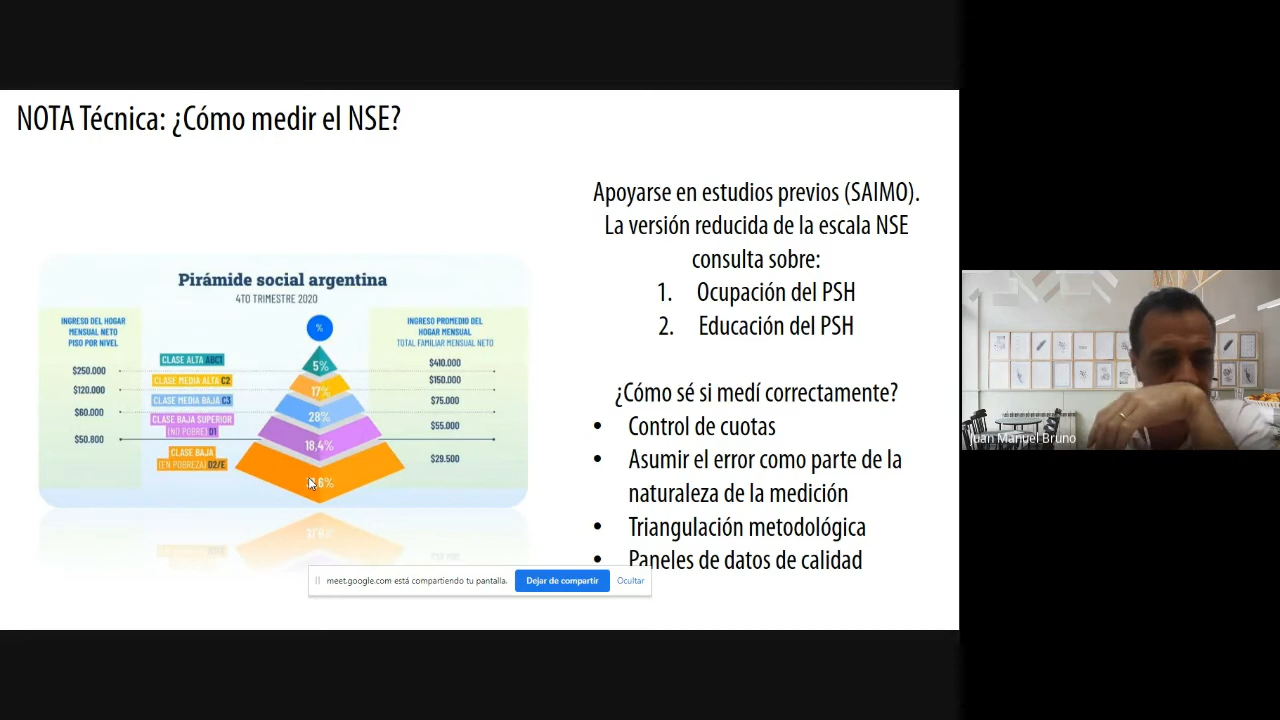 NOTA Técnica: ¿Cómo medir el NSE?
Apoyarse en estudios previos (SAIMO).
La versión reducida de la escala NSE
consulta sobre:
1. Ocupación del PSH
2. Educación del PSH
¿Cómo sé si medí correctamente?
• Control de cuotas
• Asumir el error como parte de la
naturaleza de la medición
• Triangulación metodológica
• Paneles de datos de calidad
Pirámide social argentina
4TO TRIMESTRE 2020
INGRESO DEL HOGAR
MENSUAL NETO
PISO POR NIVEL
$250.000
$120.000
$60.000
$50.800
CLASE ALTA ABC1
CLASE MEDIA ALTA C2
CLASE MEDIA BAJA C3
CLASE BAJA SUPERIOR
(NO POBRE) D1
CLASE BAJA
(EN POBREZA) D2/E
%
5%
17%
28%
18,4%
6%
INGRESO PROMEDIO DEL
HOGAR MENSUAL
TOTAL FAMILIAR MENSUAL NETO
$410.000
$150.000
$75.000
$55.000
$29.500
meet.google.com está compartiendo tu pantalla.
Dejar de compartir
Ocultar
Juan Manuel Bruno